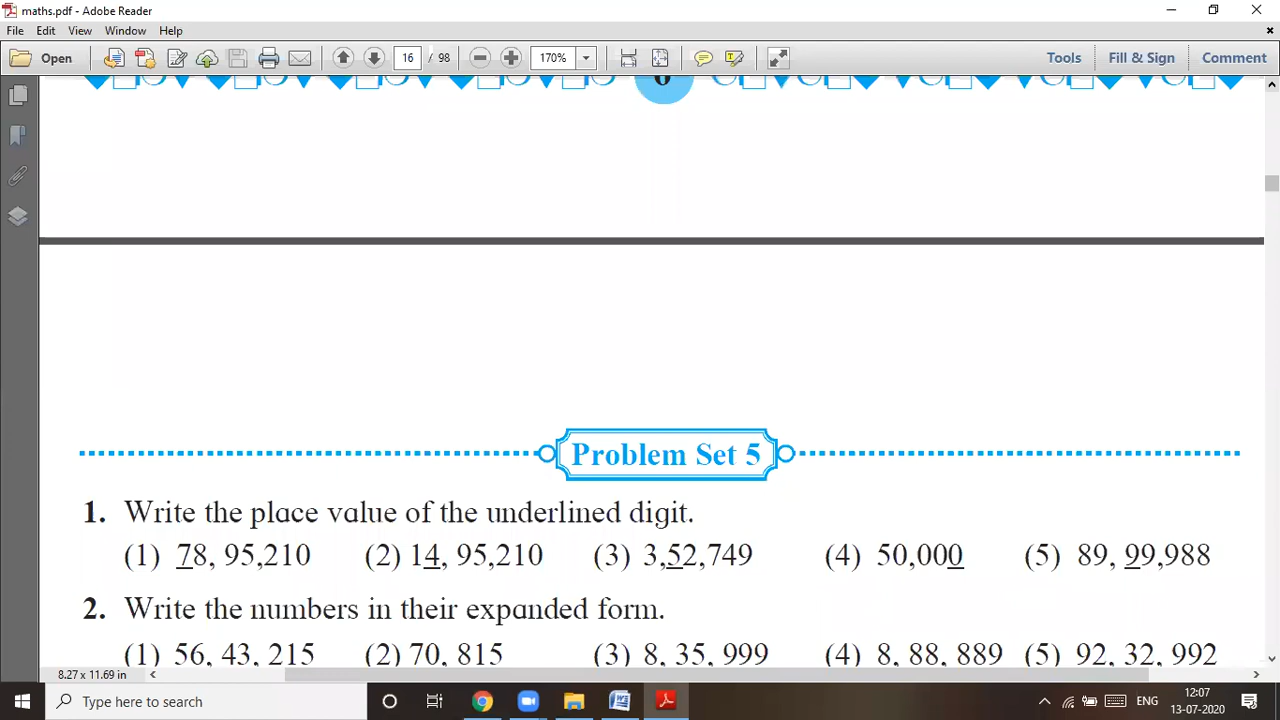 maths.pdf - Adobe Reader
File Edit View Window Help
Open 16 / 98 170% Tools Fill & Sign Comment
6
Problem Set 5
1. Write the place value of the underlined digit.
(1) 78, 95,210 (2) 14, 95,210 (3) 3,52,749 (4) 50,000 (5) 89, 99,988
2. Write the numbers in their expanded form.
(1) 56, 43, 215 (2) 70, 815 (3) 8, 35, 999 (4) 8, 88, 889 (5) 92, 32, 992
8.27 x 11.69 in
Type here to search ENG 12:07
13-07-2020